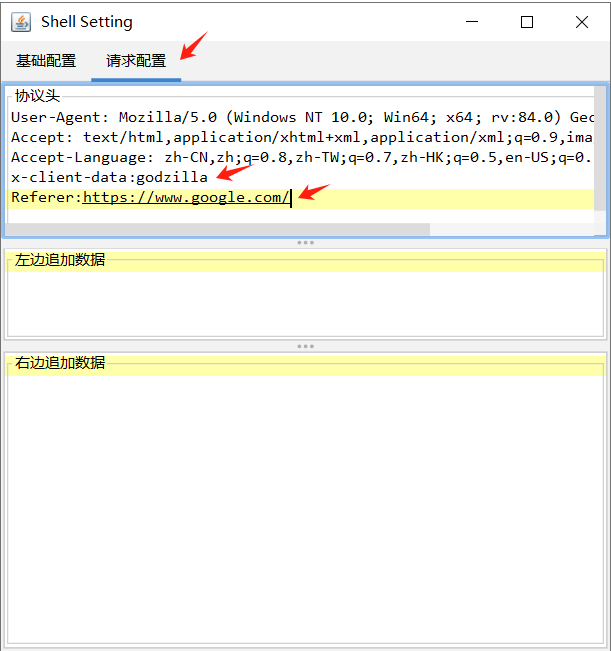 Shell Setting
基础配置 请求配置
协议头
User-Agent: Mozilla/5.0 (Windows NT 10.0; Win64; x64; rv:84.0) Gec
Accept: text/html,application/xhtml+xml,application/xml;q=0.9,ima
Accept-Language: zh-CN,zh;q=0.8,zh-TW;q=0.7,zh-HK;q=0.5,en-US;q=0.
x-client-data:godzilla
Referer:https://www.google.com/
左边追加数据
右边追加数据